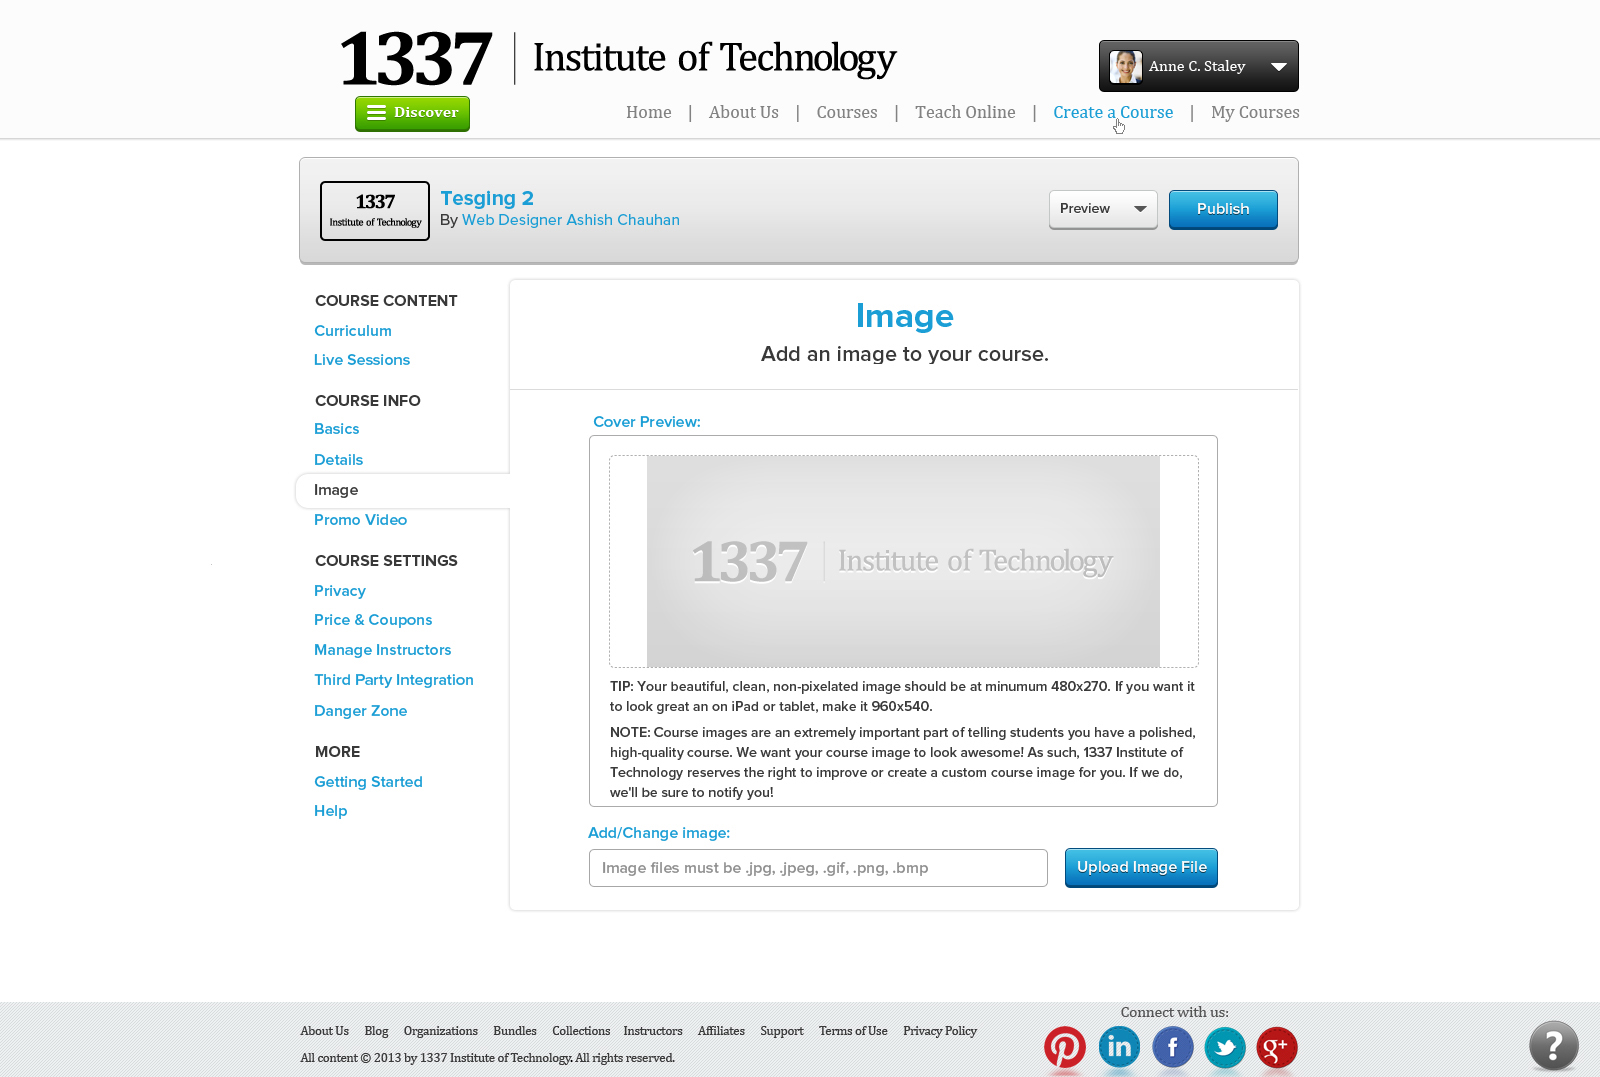 1337 | Institute of Technology
Anne C. Staley
Discover
Home | About Us | Courses | Teach Online | Create a Course | My Courses
1337
Institute of Technology
Tesging 2
By Web Designer Ashish Chauhan
Preview
Publish
COURSE CONTENT
Curriculum
Live Sessions
COURSE INFO
Basics
Details
Image
Promo Video
COURSE SETTINGS
Privacy
Price & Coupons
Manage Instructors
Third Party Integration
Danger Zone
MORE
Getting Started
Help
Image
Add an image to your course.
Cover Preview:
1337 | Institute of Technology
TIP: Your beautiful, clean, non-pixelated image should be at minumum 480x270. If you want it
to look great an on iPad or tablet, make it 960x540.
NOTE: Course images are an extremely important part of telling students you have a polished,
high-quality course. We want your course image to look awesome! As such, 1337 Institute of
Technology reserves the right to improve or create a custom course image for you. If we do,
we'll be sure to notify you!
Add/Change image:
Image files must be .jpg, .jpeg, .gif, .png, .bmp
Upload Image File
About Us Blog Organizations Bundles Collections Instructors Affiliates Support Terms of Use Privacy Policy
All content © 2013 by 1337 Institute of Technology. All rights reserved.
Connect with us:
in f g+
?